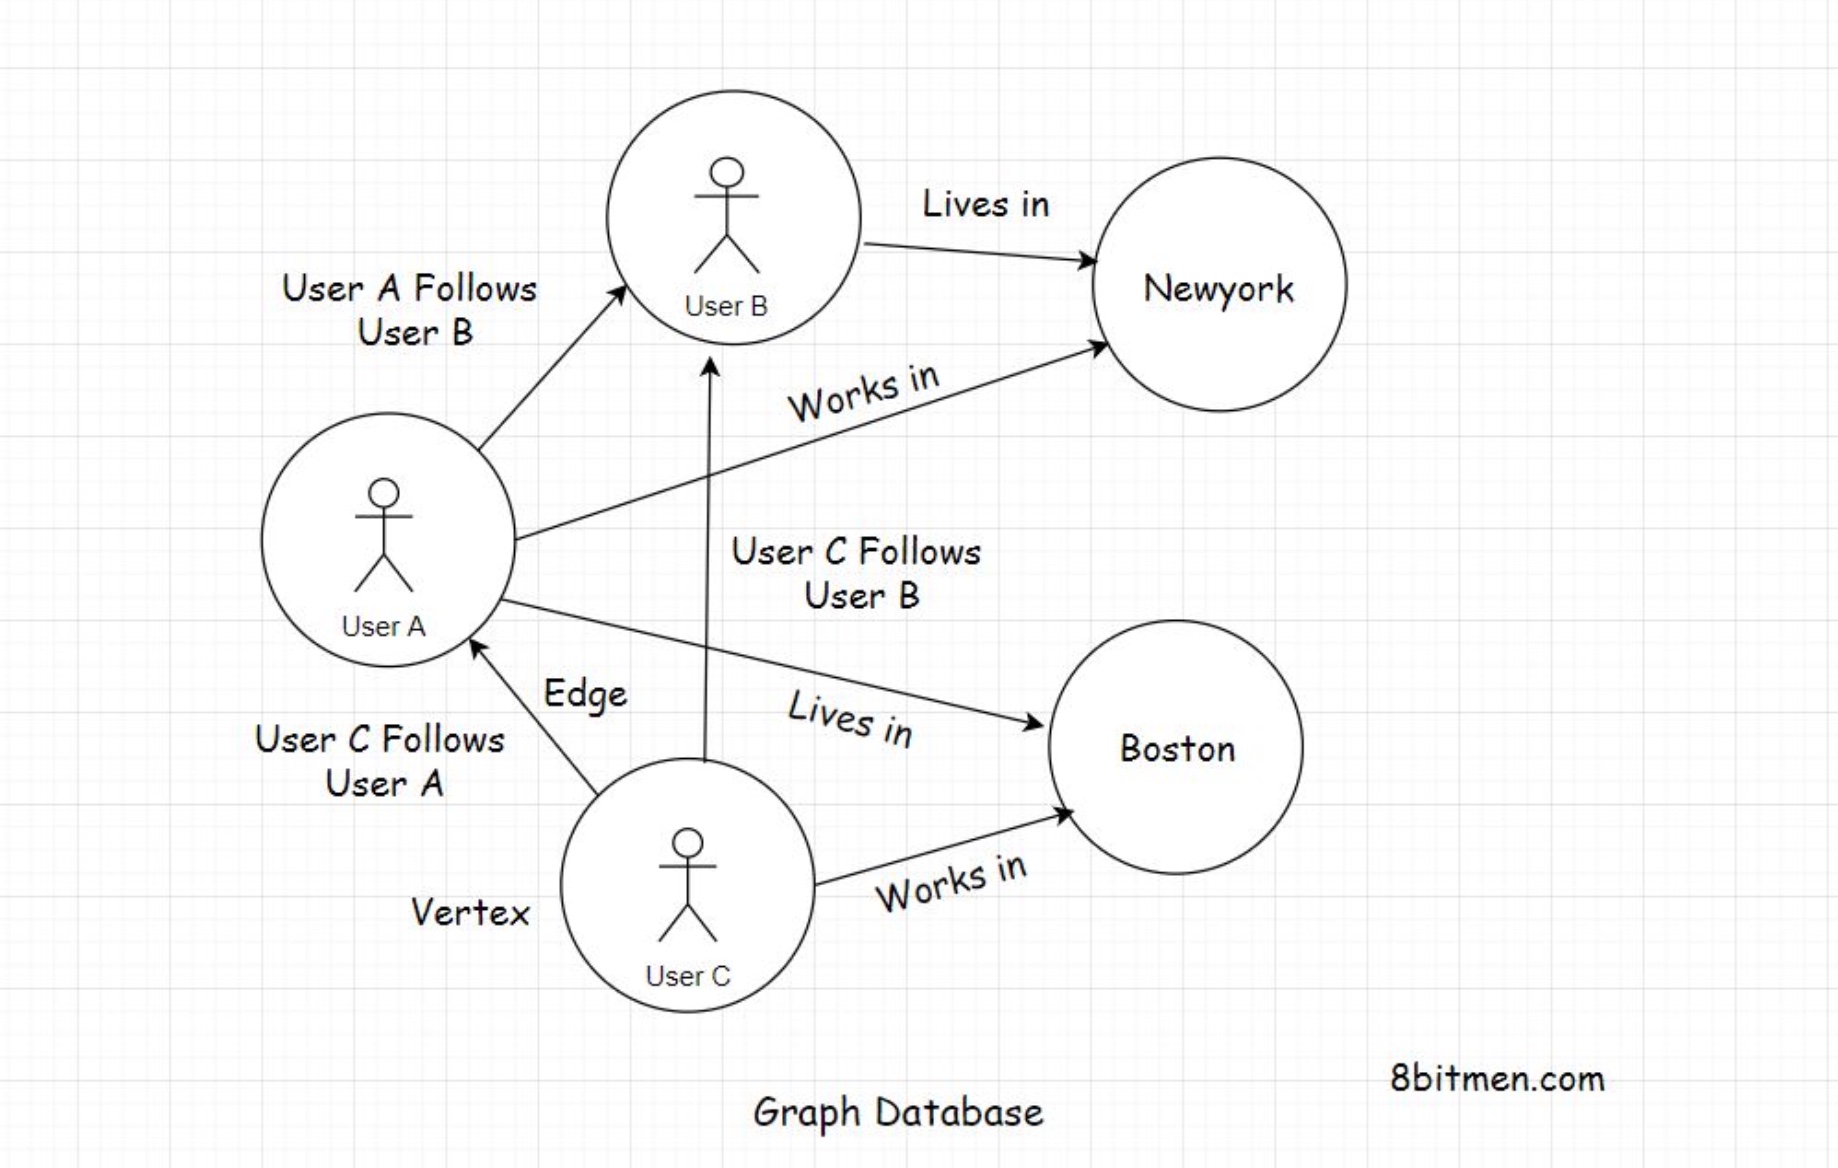 Lives in
Newyork
User A Follows
User B
User B
Works in
User C Follows
User B
User A
Edge
Lives in
User C Follows
User A
Boston
Works in
Vertex
User C
8bitmen.com
Graph Database